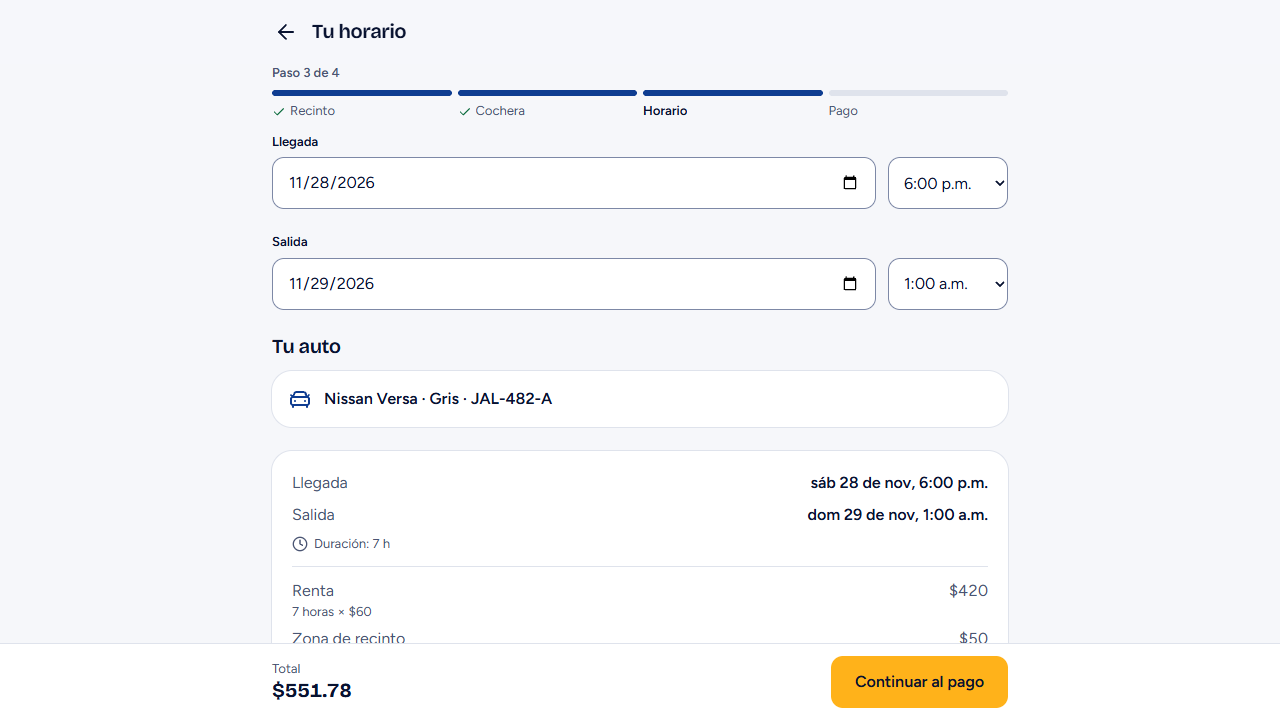 Tu horario
Paso 3 de 4
Recinto
Cochera
Horario
Pago
Llegada
11/28/2026
6:00 p.m.
Salida
11/29/2026
1:00 a.m.
Tu auto
Nissan Versa · Gris · JAL-482-A
Llegada
sáb 28 de nov, 6:00 p.m.
Salida
dom 29 de nov, 1:00 a.m.
Duración: 7 h
Renta
$420
7 horas × $60
Zona de recinto
$50
Total
$551.78
Continuar al pago